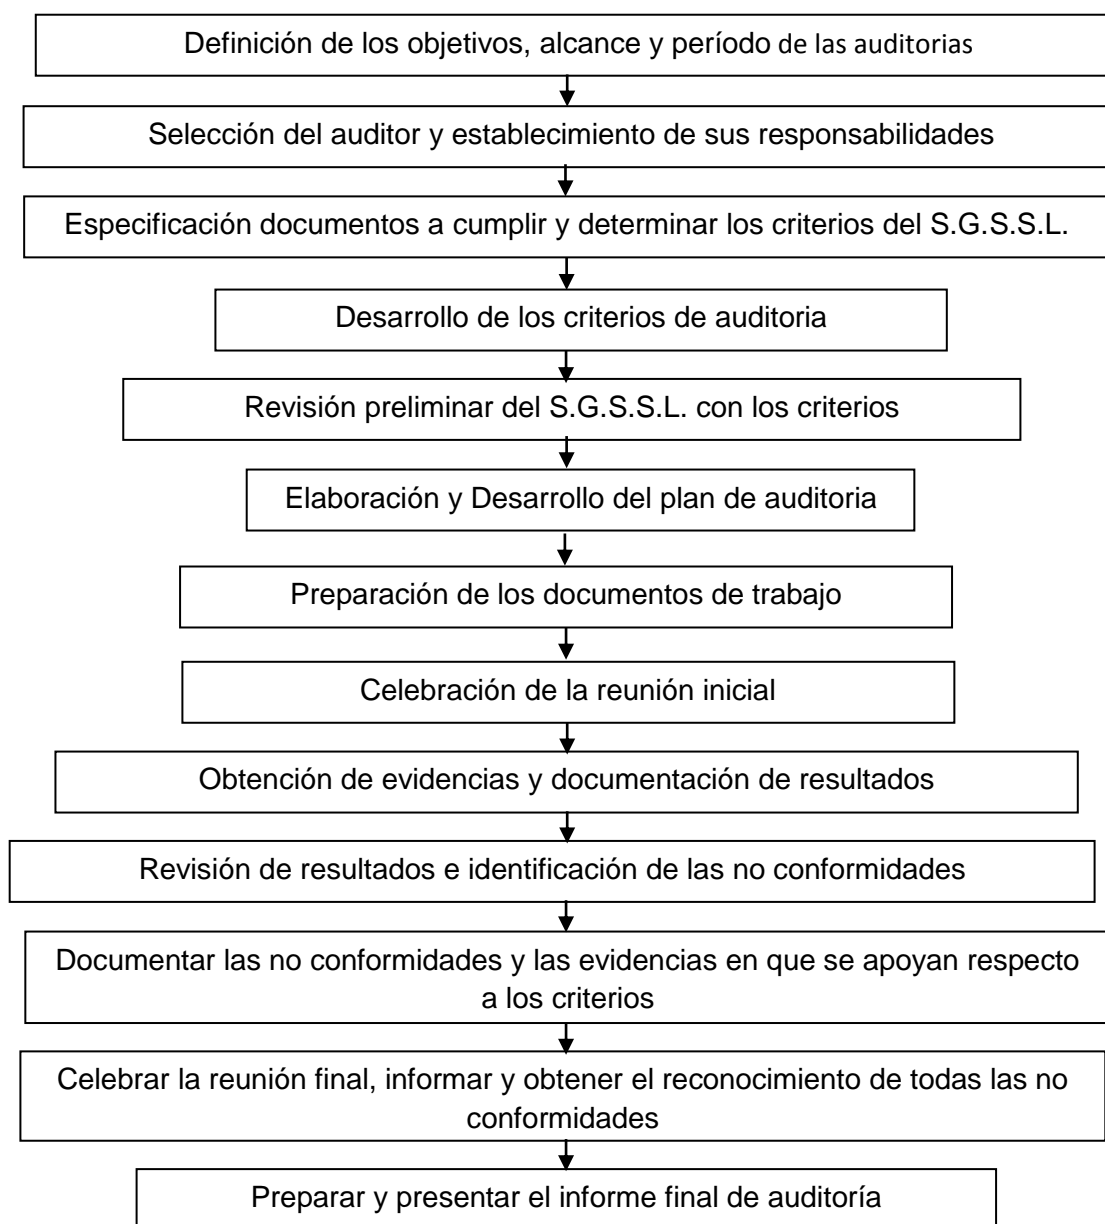 Definición de los objetivos, alcance y período de las auditorias
Selección del auditor y establecimiento de sus responsabilidades
Especificación documentos a cumplir y determinar los criterios del S.G.S.S.L.
Desarrollo de los criterios de auditoria
Revisión preliminar del S.G.S.S.L. con los criterios
Elaboración y Desarrollo del plan de auditoria
Preparación de los documentos de trabajo
Celebración de la reunión inicial
Obtención de evidencias y documentación de resultados
Revisión de resultados e identificación de las no conformidades
Documentar las no conformidades y las evidencias en que se apoyan respecto
a los criterios
Celebrar la reunión final, informar y obtener el reconocimiento de todas las no
conformidades
Preparar y presentar el informe final de auditoría